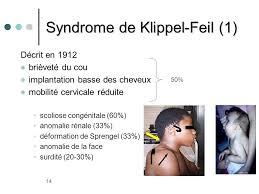 Syndrome de Klippel-Feil (1)
Décrit en 1912
brièveté du cou
implantation basse des cheveux
50%
mobilité cervicale réduite
scoliose congénitale (60%)
anomalie rénale (33%)
déformation de Sprengel (33%)
anomalie de la face
surdité (20-30%)
14